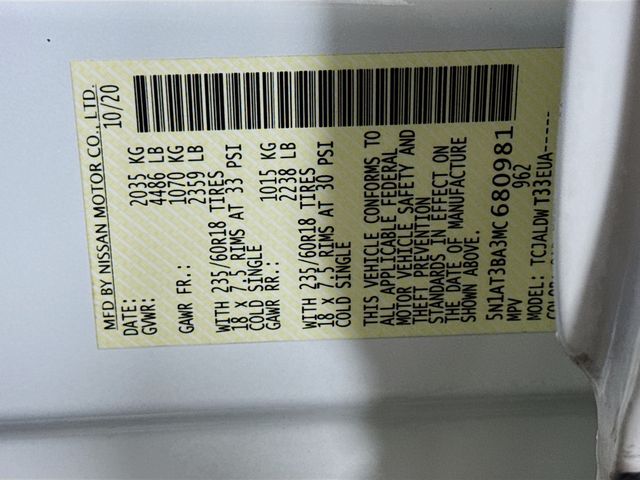 MFD BY NISSAN MOTOR CO., LTD.
DATE: 10/20
GVWR: 2035 KG
4486 LB
GAWR FR.: 1070 KG
2359 LB
WITH 235/60R18 TIRES
18 X 7.5 RIMS AT 33 PSI
COLD SINGLE
GAWR RR.: 1015 KG
2238 LB
WITH 235/60R18 TIRES
18 X 7.5 RIMS AT 30 PSI
COLD SINGLE
THIS VEHICLE CONFORMS TO
ALL APPLICABLE FEDERAL
MOTOR VEHICLE SAFETY AND
THEFT PREVENTION
STANDARDS IN EFFECT ON
THE DATE OF MANUFACTURE
SHOWN ABOVE.
5N1AT3BA3MC680981
MPV 962
MODEL: TCJALDWT33EUA-----